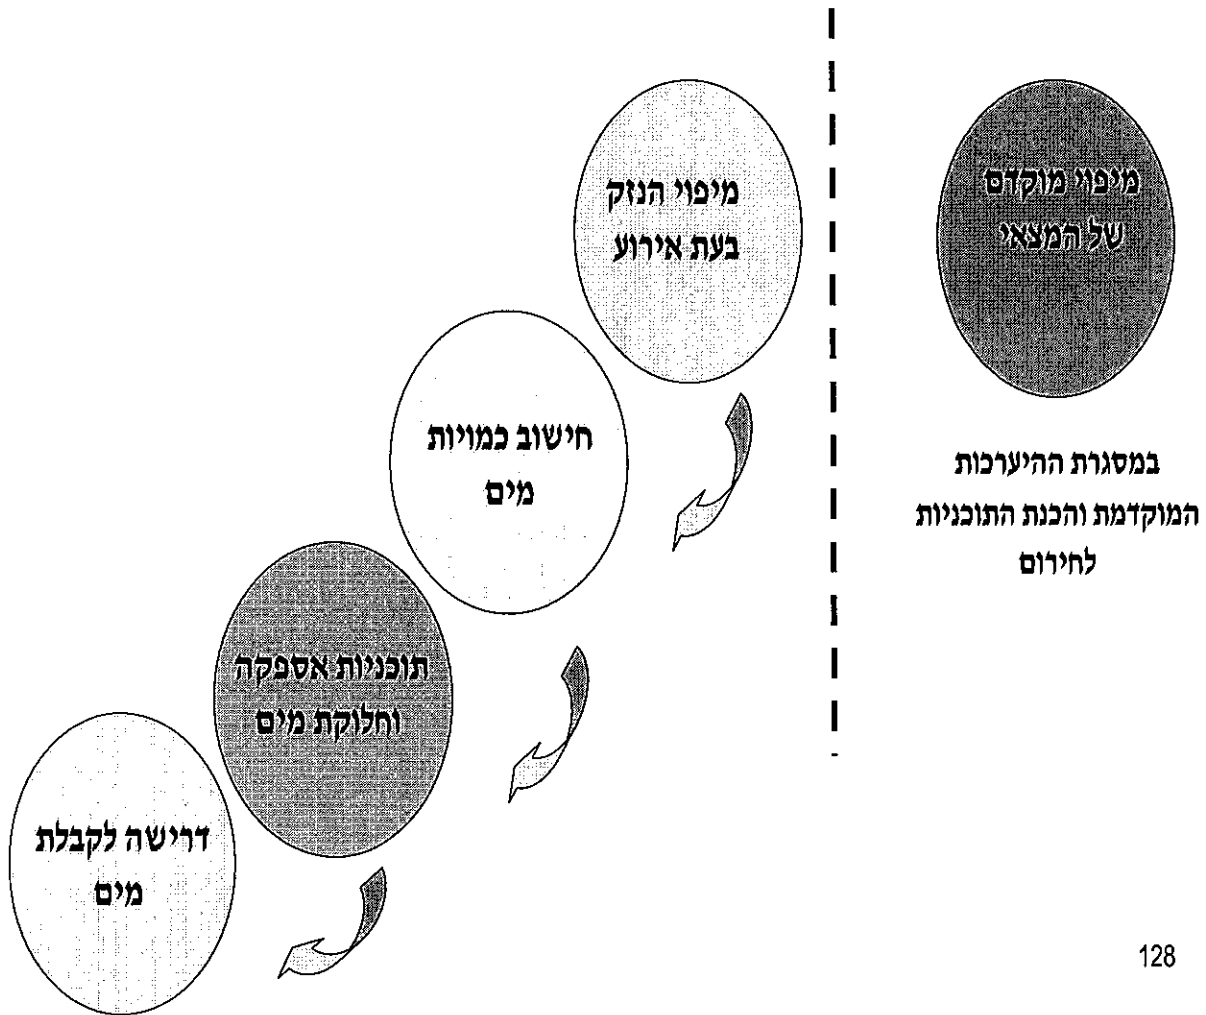 מיפוי מוקדם
של המצאי
במסגרת ההיערכות
המוקדמת והכנת התוכניות
לחירום
מיפוי הנזק
בעת אירוע
חישוב כמויות
מים
תוכניות אספקה
וחלוקת מים
דרישה לקבלת
מים
128